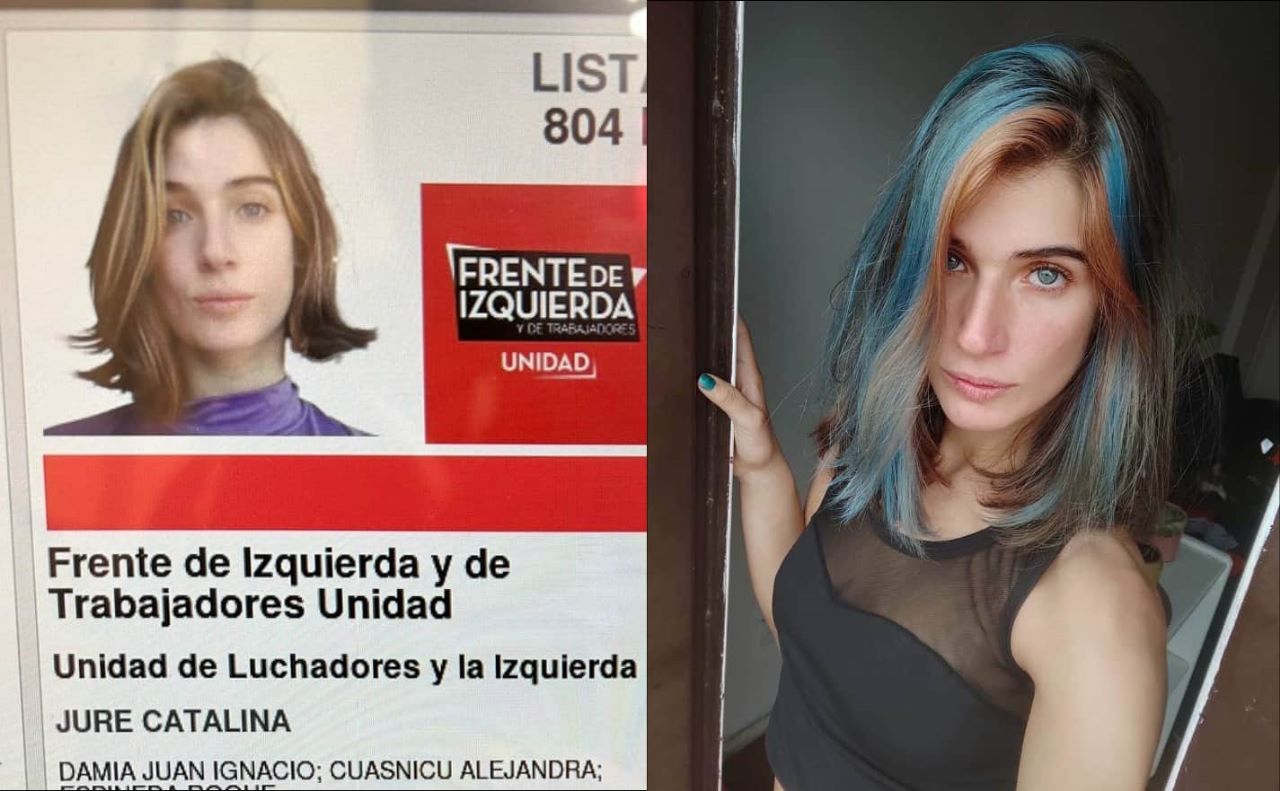 LISTA
804
FRENTE DE
IZQUIERDA
Y DE TRABAJADORES
UNIDAD
Frente de Izquierda y de
Trabajadores Unidad
Unidad de Luchadores y la Izquierda
JURE CATALINA
DAMIA JUAN IGNACIO; CUASNICU ALEJANDRA;